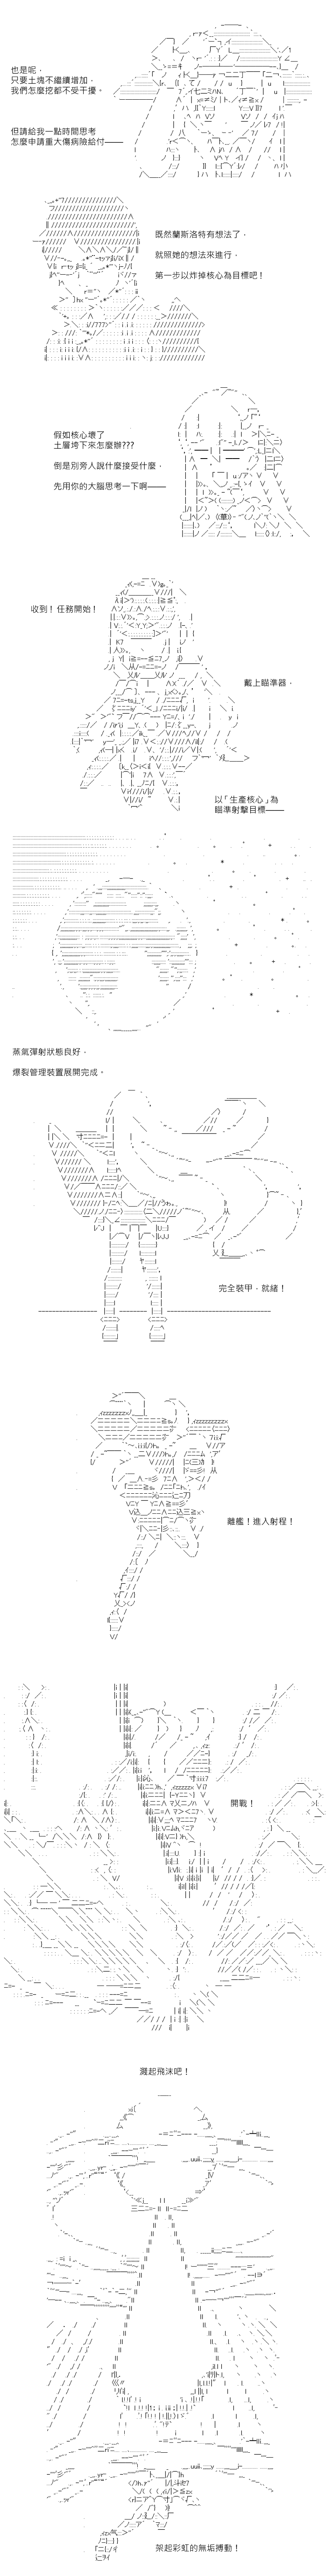 也是呢，
只要土塊不繼續增加，
我們怎麼挖都不受干擾。
但請給我一點時間思考
怎麼申請重大傷病險給付——
既然蘭斯洛特有想法了，
就照她的想法來進行，
第一步以炸掉核心為目標吧！
假如核心壞了
土層垮下來怎麼辦???
倒是別旁人說什麼接受什麼，
先用你的大腦思考一下啊——
收到！任務開始！
戴上瞄準器，
以「生產核心」為
瞄準射擊目標——
蒸氣彈射狀態良好，
爆裂管理裝置展開完成。
完全裝甲，就緒！
離艦！進入射程！
開戰！
濺起飛沫吧！
架起彩虹的無垢搏動！